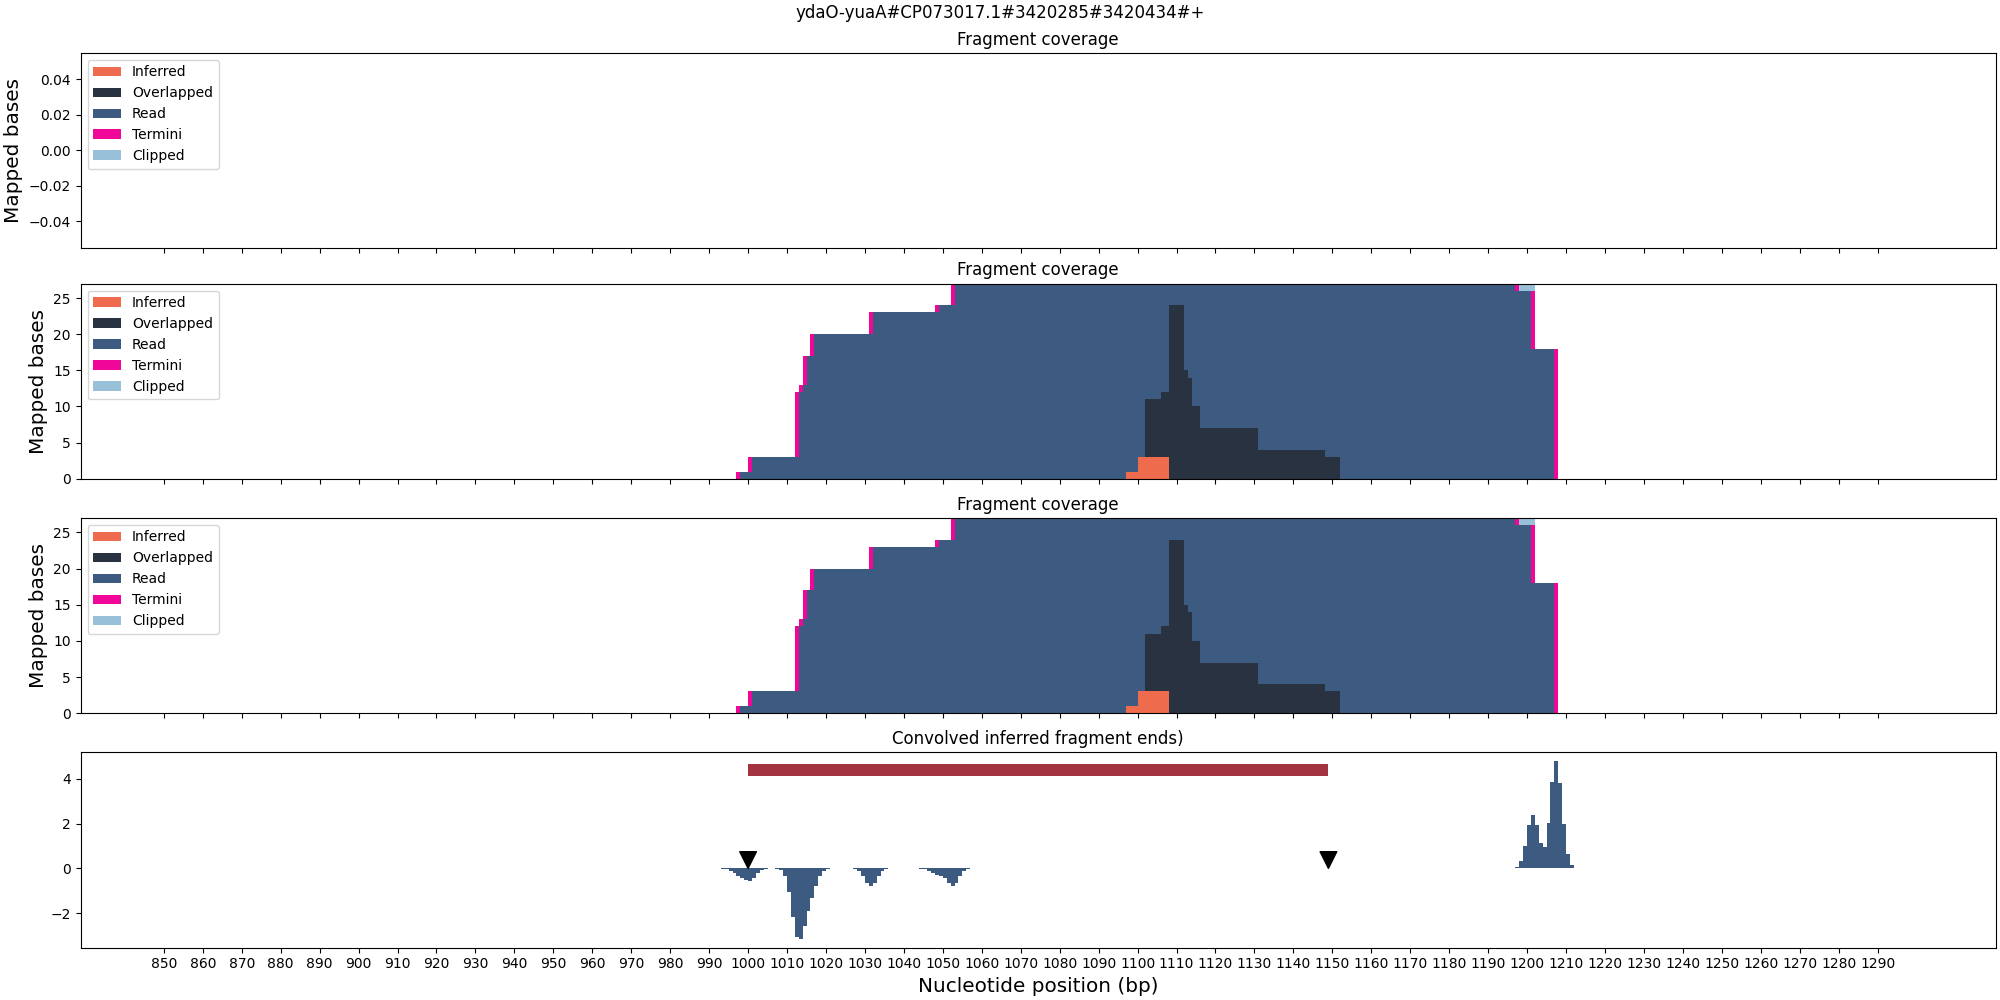 ydaO-yuaA#CP073017.1#3420285#3420434#+
Fragment coverage
Mapped bases
0.04
0.02
0.00
−0.02
−0.04
Inferred
Overlapped
Read
Termini
Clipped
Fragment coverage
Mapped bases
25
20
15
10
5
0
Inferred
Overlapped
Read
Termini
Clipped
Fragment coverage
Mapped bases
25
20
15
10
5
0
Inferred
Overlapped
Read
Termini
Clipped
Convolved inferred fragment ends)
4
2
0
−2
850 860 870 880 890 900 910 920 930 940 950 960 970 980 990 1000 1010 1020 1030 1040 1050 1060 1070 1080 1090 1100 1110 1120 1130 1140 1150 1160 1170 1180 1190 1200 1210 1220 1230 1240 1250 1260 1270 1280 1290
Nucleotide position (bp)